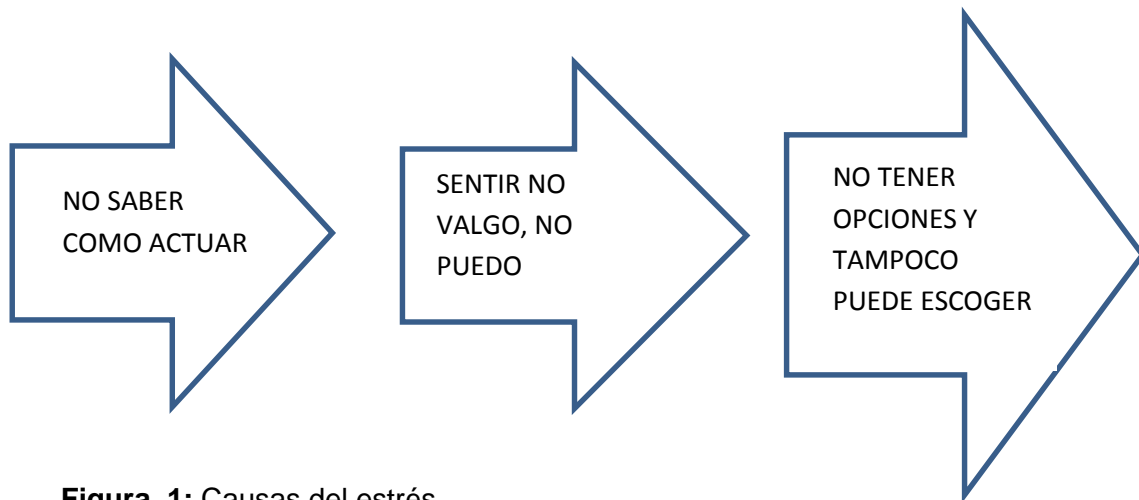 NO SABER
COMO ACTUAR
SENTIR NO
VALGO, NO
PUEDO
NO TENER
OPCIONES Y
TAMPOCO
PUEDE ESCOGER
Figura 1: Causas del estrés